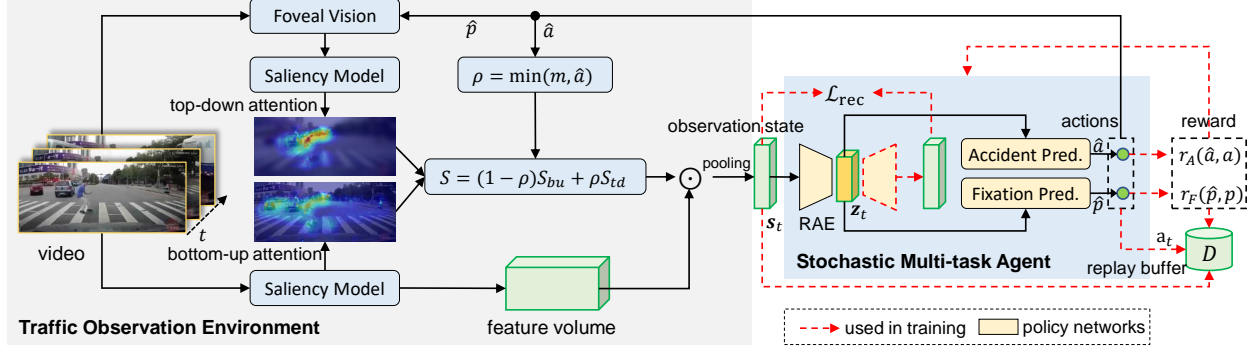 Foveal Vision
p̂
â
Saliency Model
ρ = min(m, â)
top-down attention
S = (1 − ρ)S_bu + ρS_td
video
t
bottom-up attention
Saliency Model
feature volume
Traffic Observation Environment
pooling
observation state
s_t
ℒ_rec
RAE
z_t
Accident Pred.
Fixation Pred.
actions
â
p̂
reward
r_A(â, a)
r_F(p̂, p)
a_t
replay buffer
D
Stochastic Multi-task Agent
used in training
policy networks